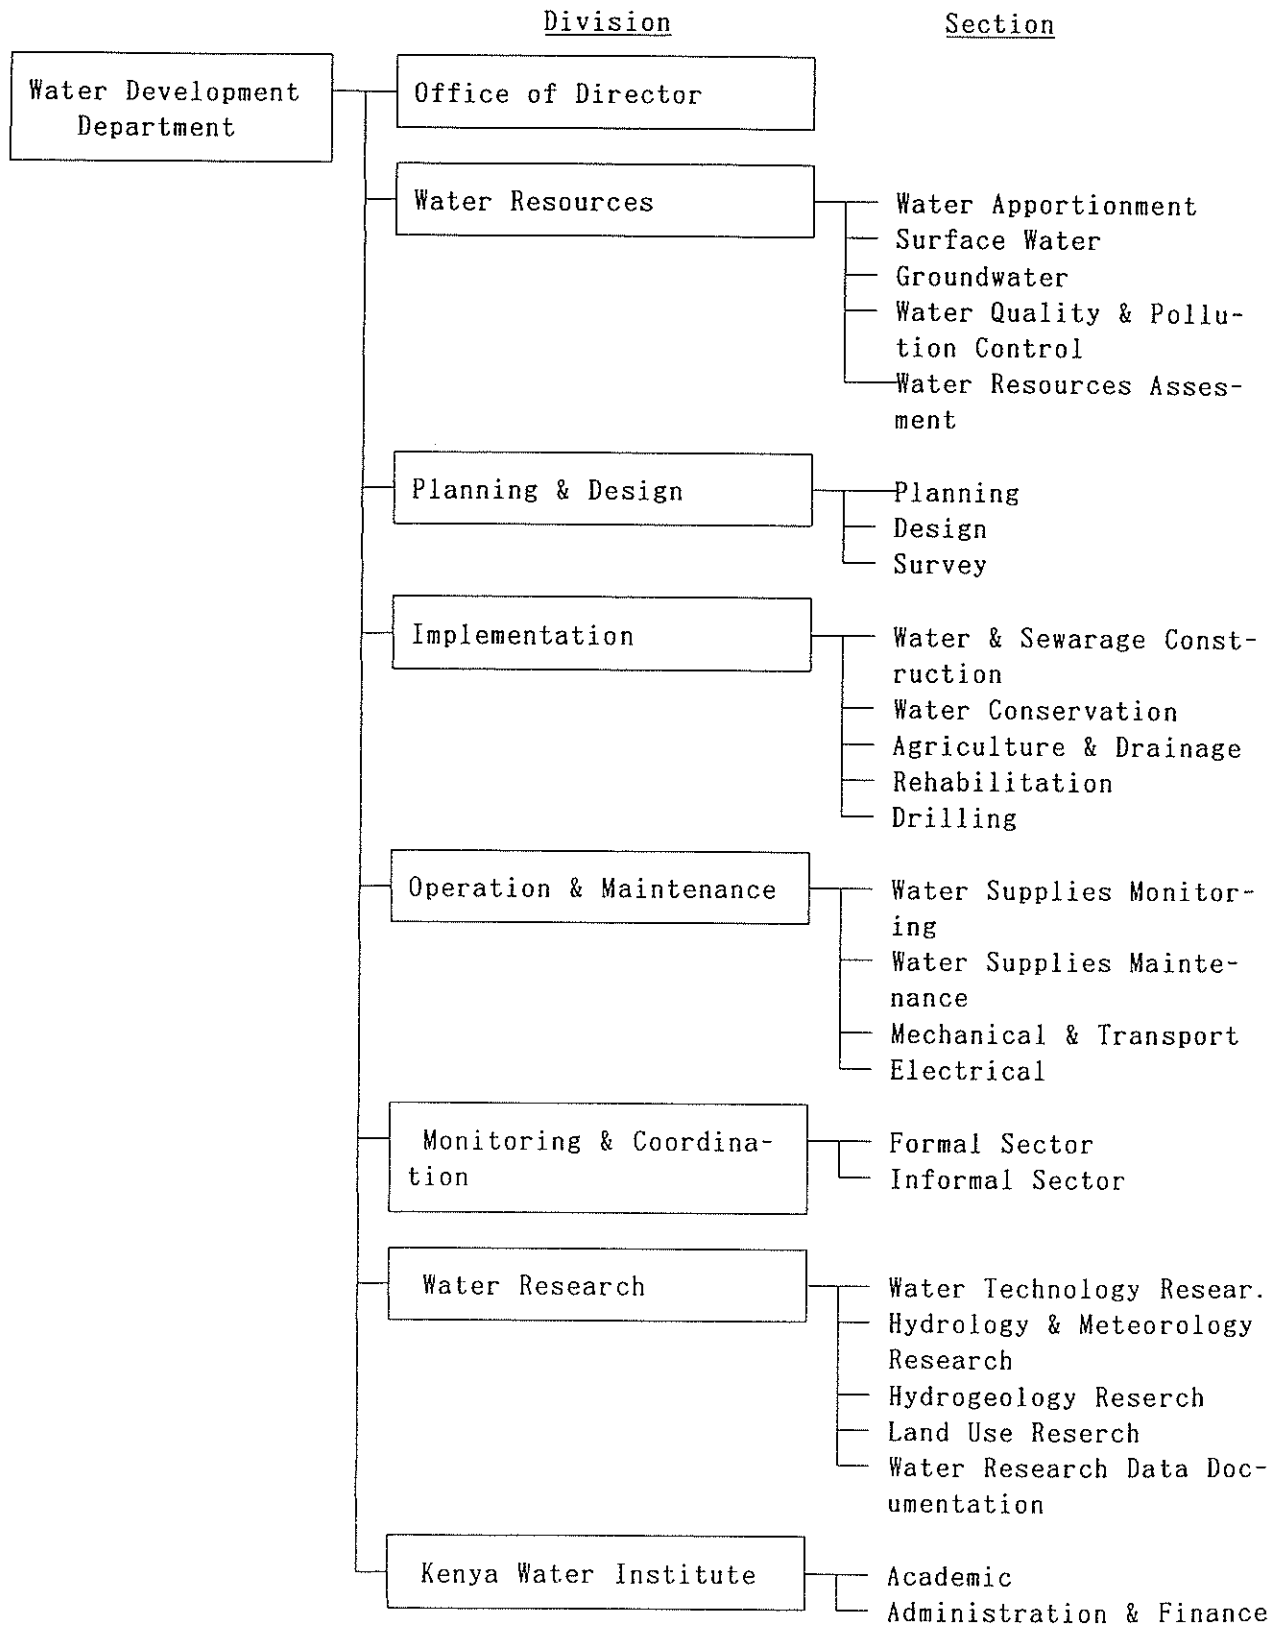 Division Section
Water Development
Department
Office of Director
Water Resources
Water Apportionment
Surface Water
Groundwater
Water Quality & Pollu-
tion Control
Water Resources Asses-
ment
Planning & Design
Planning
Design
Survey
Implementation
Water & Sewarage Const-
ruction
Water Conservation
Agriculture & Drainage
Rehabilitation
Drilling
Operation & Maintenance
Water Supplies Monitor-
ing
Water Supplies Mainte-
nance
Mechanical & Transport
Electrical
Monitoring & Coordina-
tion
Formal Sector
Informal Sector
Water Research
Water Technology Resear.
Hydrology & Meteorology
Research
Hydrogeology Reserch
Land Use Reserch
Water Research Data Doc-
umentation
Kenya Water Institute
Academic
Administration & Finance